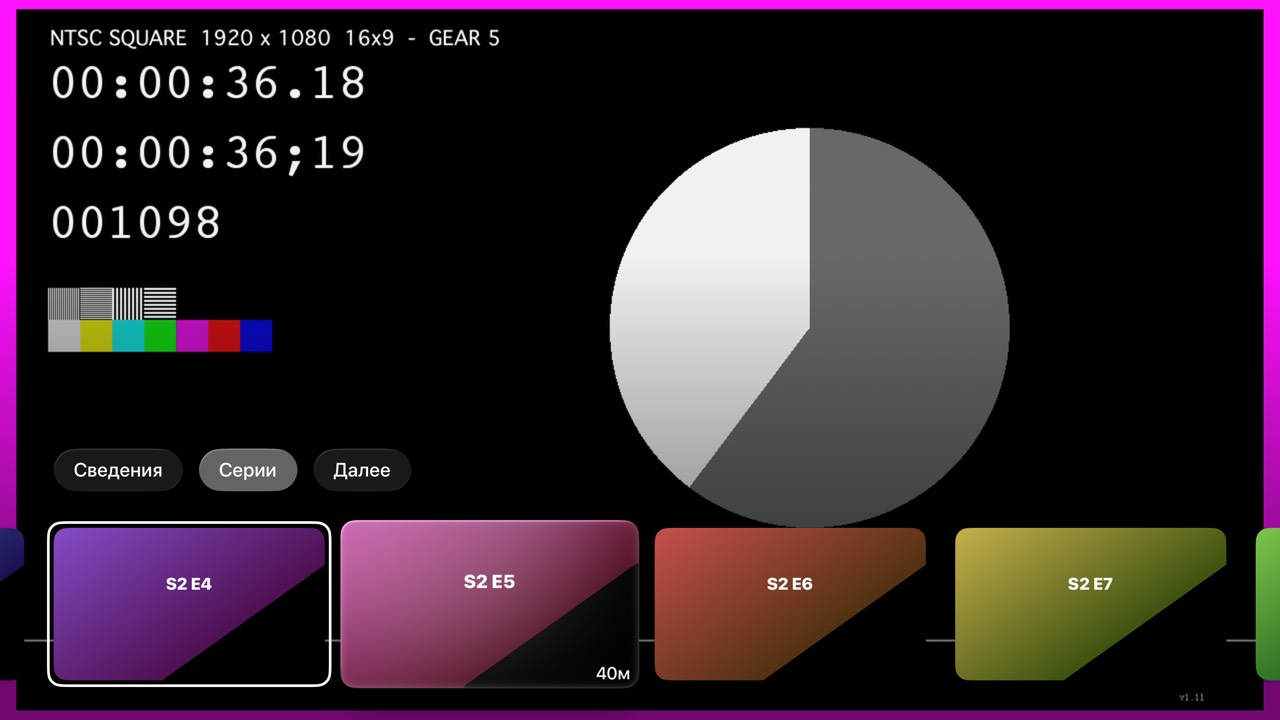 NTSC SQUARE 1920 x 1080 16x9 - GEAR 5
00:00:36.18
00:00:36;19
001098
Сведения Серии Далее
S2 E4 S2 E5 S2 E6 S2 E7
40м
v1.11